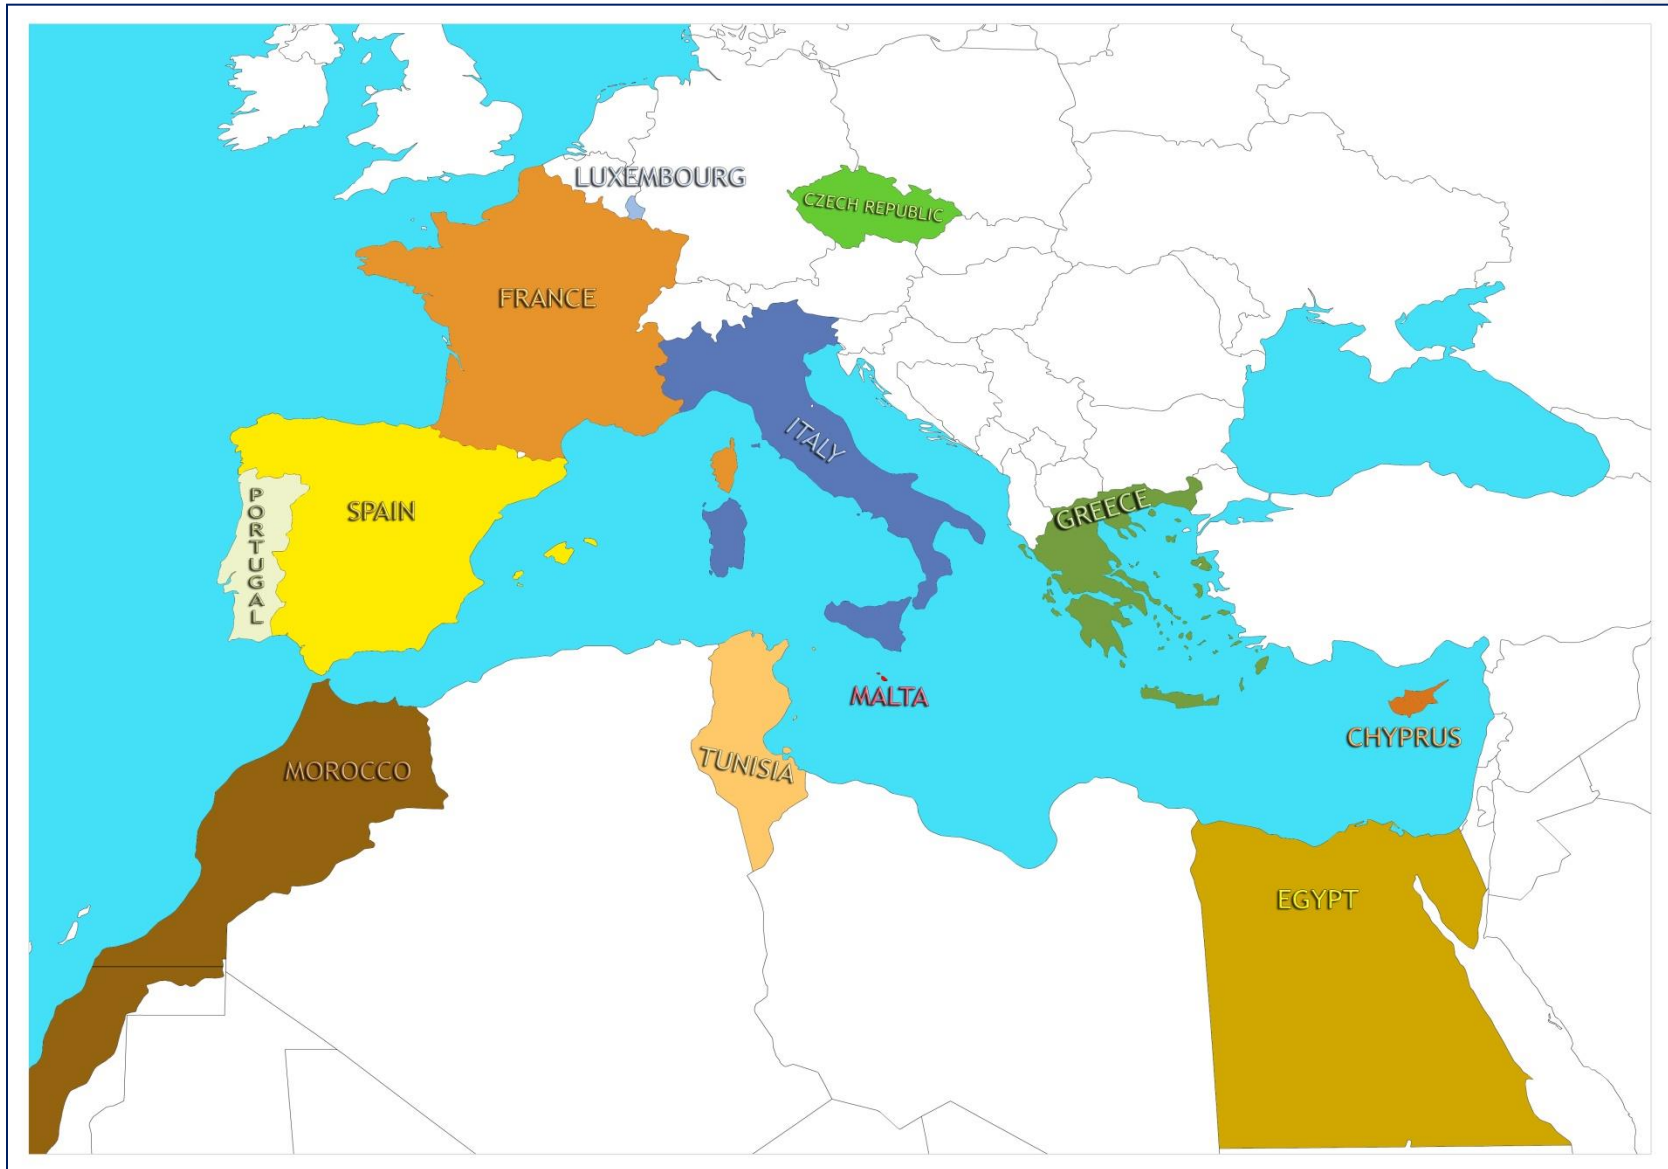 LUXEMBOURG
CZECH REPUBLIC
FRANCE
ITALY
PORTUGAL
SPAIN
GREECE
MALTA
CHYPRUS
TUNISIA
MOROCCO
EGYPT